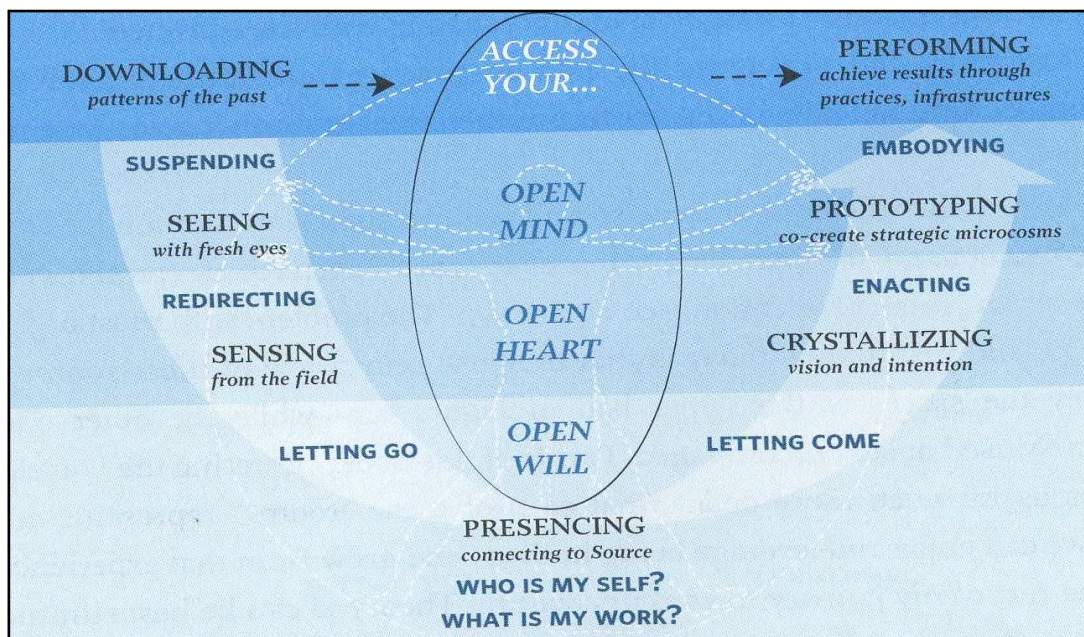 ACCESS
YOUR...
DOWNLOADING
patterns of the past
PERFORMING
achieve results through
practices, infrastructures
SUSPENDING
EMBODYING
OPEN
MIND
SEEING
with fresh eyes
PROTOTYPING
co-create strategic microcosms
REDIRECTING
ENACTING
OPEN
HEART
SENSING
from the field
CRYSTALLIZING
vision and intention
LETTING GO
OPEN
WILL
LETTING COME
PRESENCING
connecting to Source
WHO IS MY SELF?
WHAT IS MY WORK?